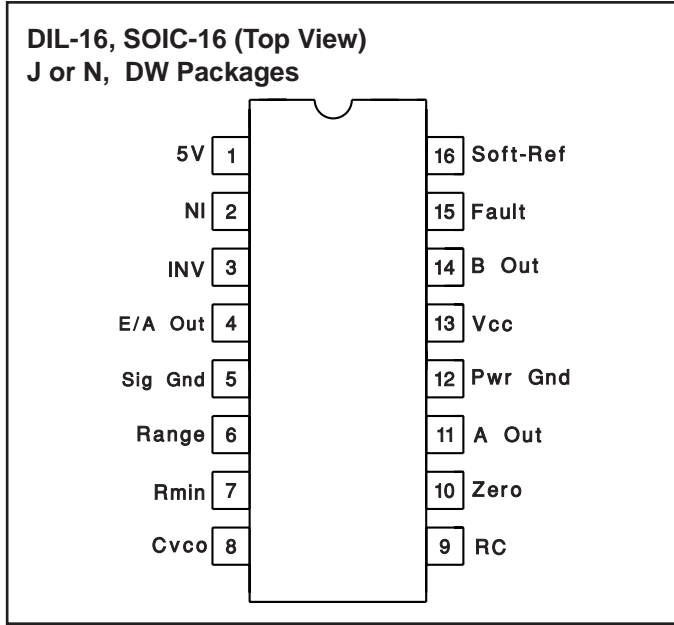 DIL-16, SOIC-16 (Top View)
J or N, DW Packages
5V 1 16 Soft-Ref
NI 2 15 Fault
INV 3 14 B Out
E/A Out 4 13 Vcc
Sig Gnd 5 12 Pwr Gnd
Range 6 11 A Out
Rmin 7 10 Zero
Cvco 8 9 RC